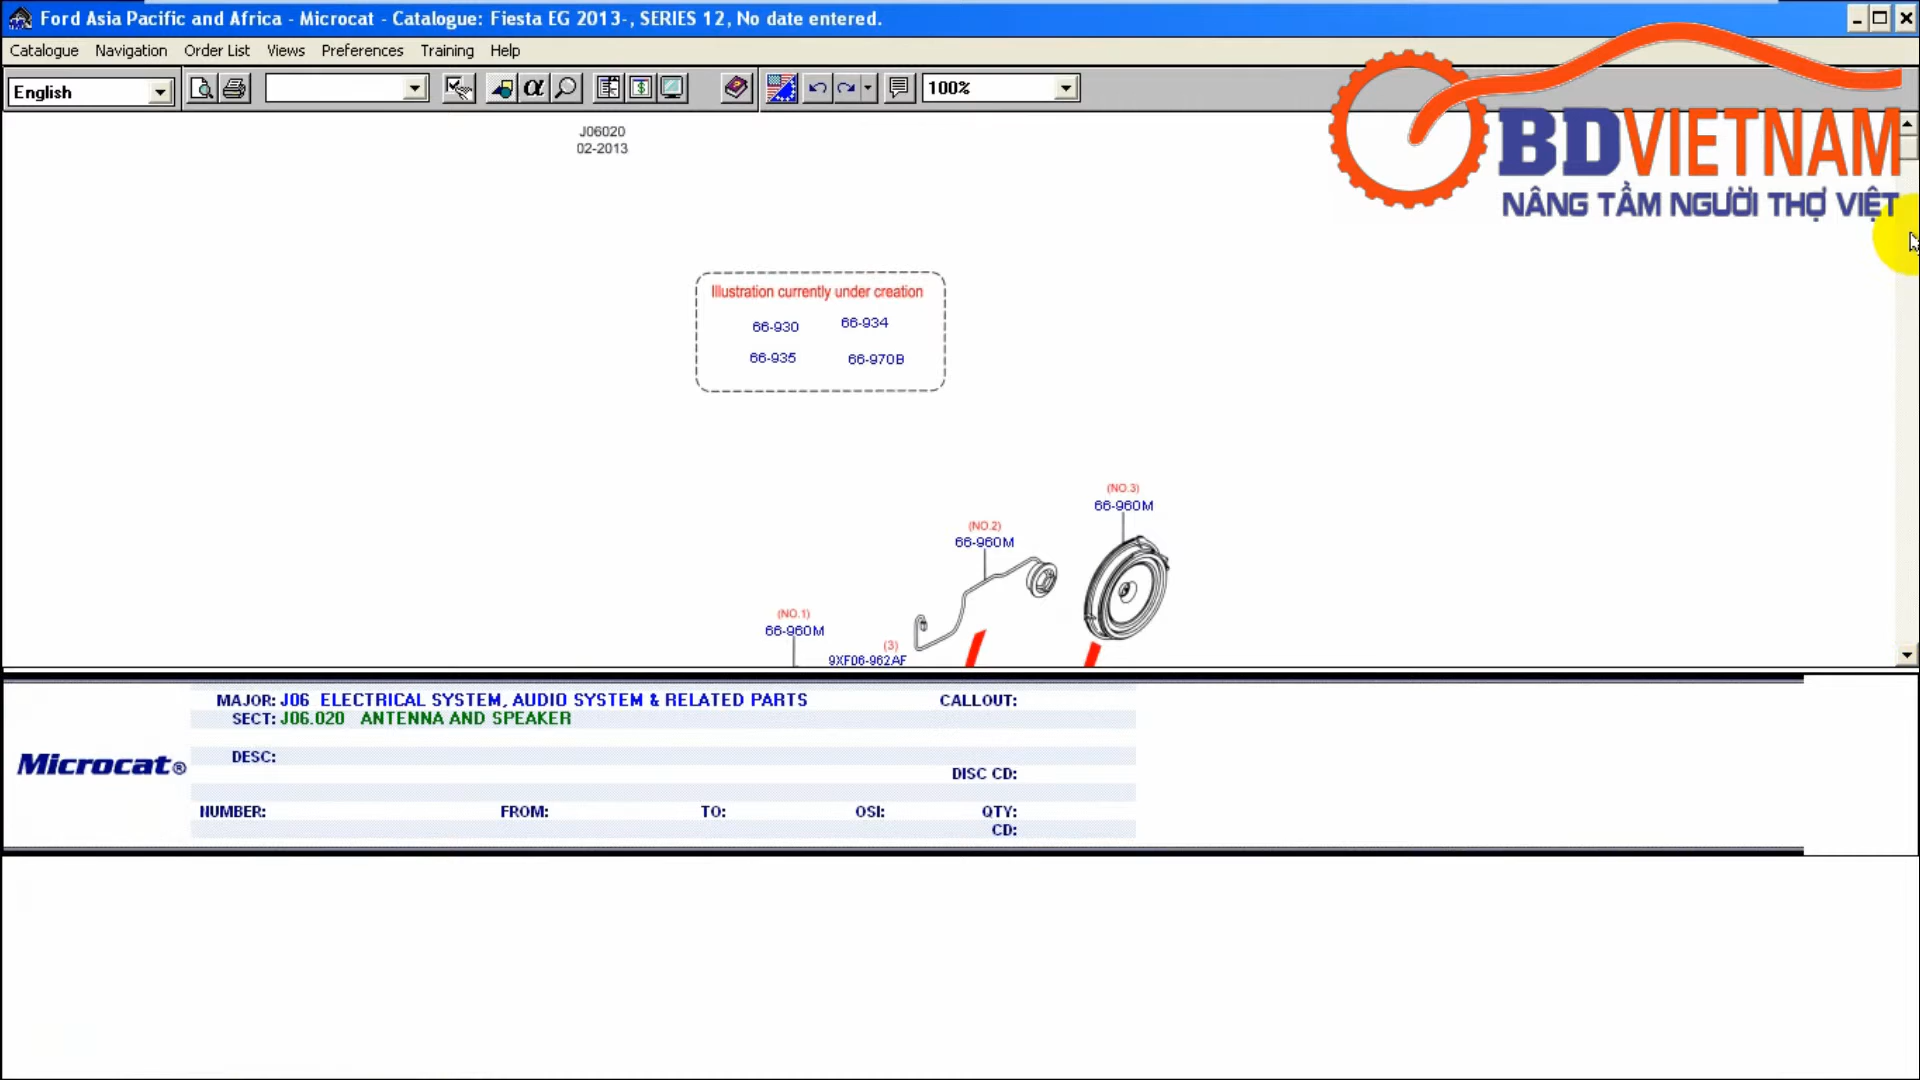 Ford Asia Pacific and Africa - Microcat - Catalogue: Fiesta EG 2013-, SERIES 12, No date entered.
Catalogue Navigation Order List Views Preferences Training Help
English
α
100%
BDVIETNAM
NÂNG TẦM NGƯỜI THỢ VIỆT
J06020
02-2013
Illustration currently under creation
66-930 66-934
66-935 66-970B
(NO.3)
66-960M
(NO.2)
66-960M
(NO.1)
66-960M
(3)
9XF06-962AF
MAJOR: J06 ELECTRICAL SYSTEM, AUDIO SYSTEM & RELATED PARTS CALLOUT:
SECT: J06.020 ANTENNA AND SPEAKER
Microcat®
DESC:
DISC CD:
NUMBER: FROM: TO: OSI: QTY:
CD: